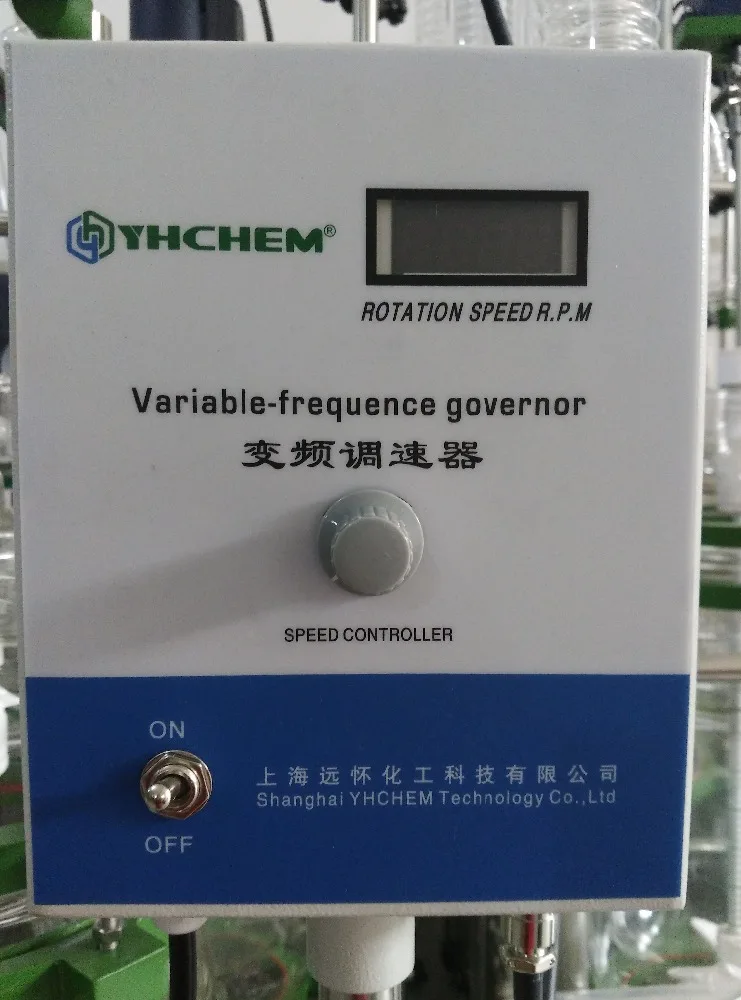 YHCHEM®
ROTATION SPEED R.P.M
Variable-frequence governor
变频调速器
SPEED CONTROLLER
ON
OFF
上海远怀化工科技有限公司
Shanghai YHCHEM Technology Co.,Ltd